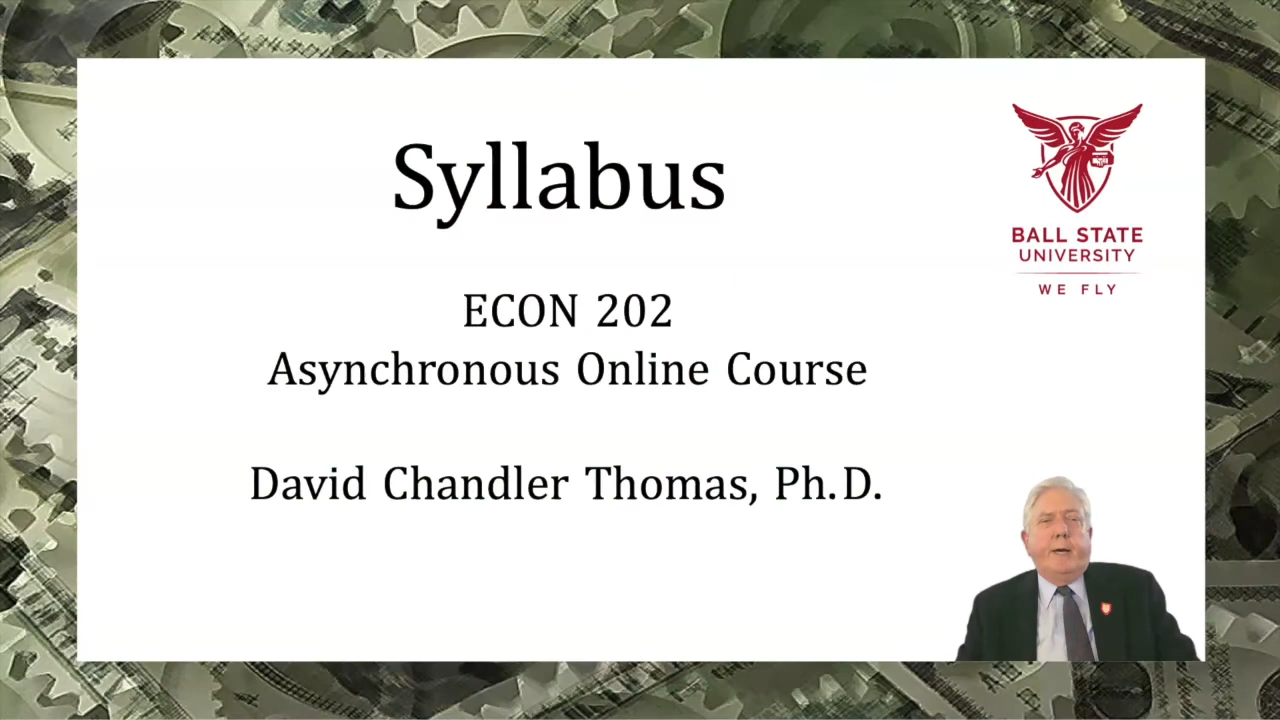 Syllabus
BALL STATE
UNIVERSITY
WE FLY
ECON 202
Asynchronous Online Course
David Chandler Thomas, Ph.D.